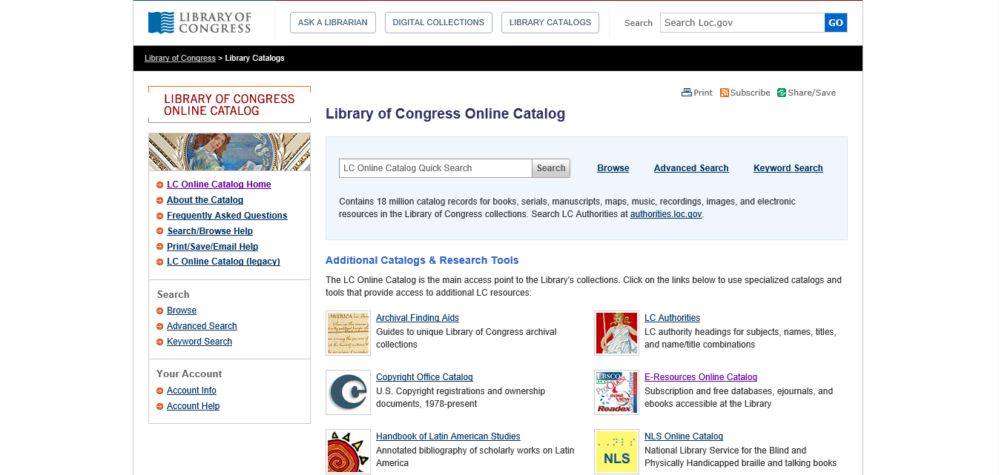 LIBRARY OF CONGRESS
ASK A LIBRARIAN
DIGITAL COLLECTIONS
LIBRARY CATALOGS
Search
Search Loc.gov
GO
Library of Congress > Library Catalogs
LIBRARY OF CONGRESS
ONLINE CATALOG
LC Online Catalog Home
About the Catalog
Frequently Asked Questions
Search/Browse Help
Print/Save/Email Help
LC Online Catalog (legacy)
Search
Browse
Advanced Search
Keyword Search
Your Account
Account Info
Account Help
Print
Subscribe
Share/Save
Library of Congress Online Catalog
LC Online Catalog Quick Search
Search
Browse
Advanced Search
Keyword Search
Contains 18 million catalog records for books, serials, manuscripts, maps, music, recordings, images, and electronic
resources in the Library of Congress collections. Search LC Authorities at authorities.loc.gov.
Additional Catalogs & Research Tools
The LC Online Catalog is the main access point to the Library's collections. Click on the links below to use specialized catalogs and
tools that provide access to additional LC resources:
Archival Finding Aids
Guides to unique Library of Congress archival
collections
LC Authorities
LC authority headings for subjects, names, titles,
and name/title combinations
Copyright Office Catalog
U.S. Copyright registrations and ownership
documents, 1978-present
EBSCO
ProQuest
east view
Readex
E-Resources Online Catalog
Subscription and free databases, ejournals, and
ebooks accessible at the Library
Handbook of Latin American Studies
Annotated bibliography of scholarly works on Latin
America
NLS
NLS Online Catalog
National Library Service for the Blind and
Physically Handicapped braille and talking books